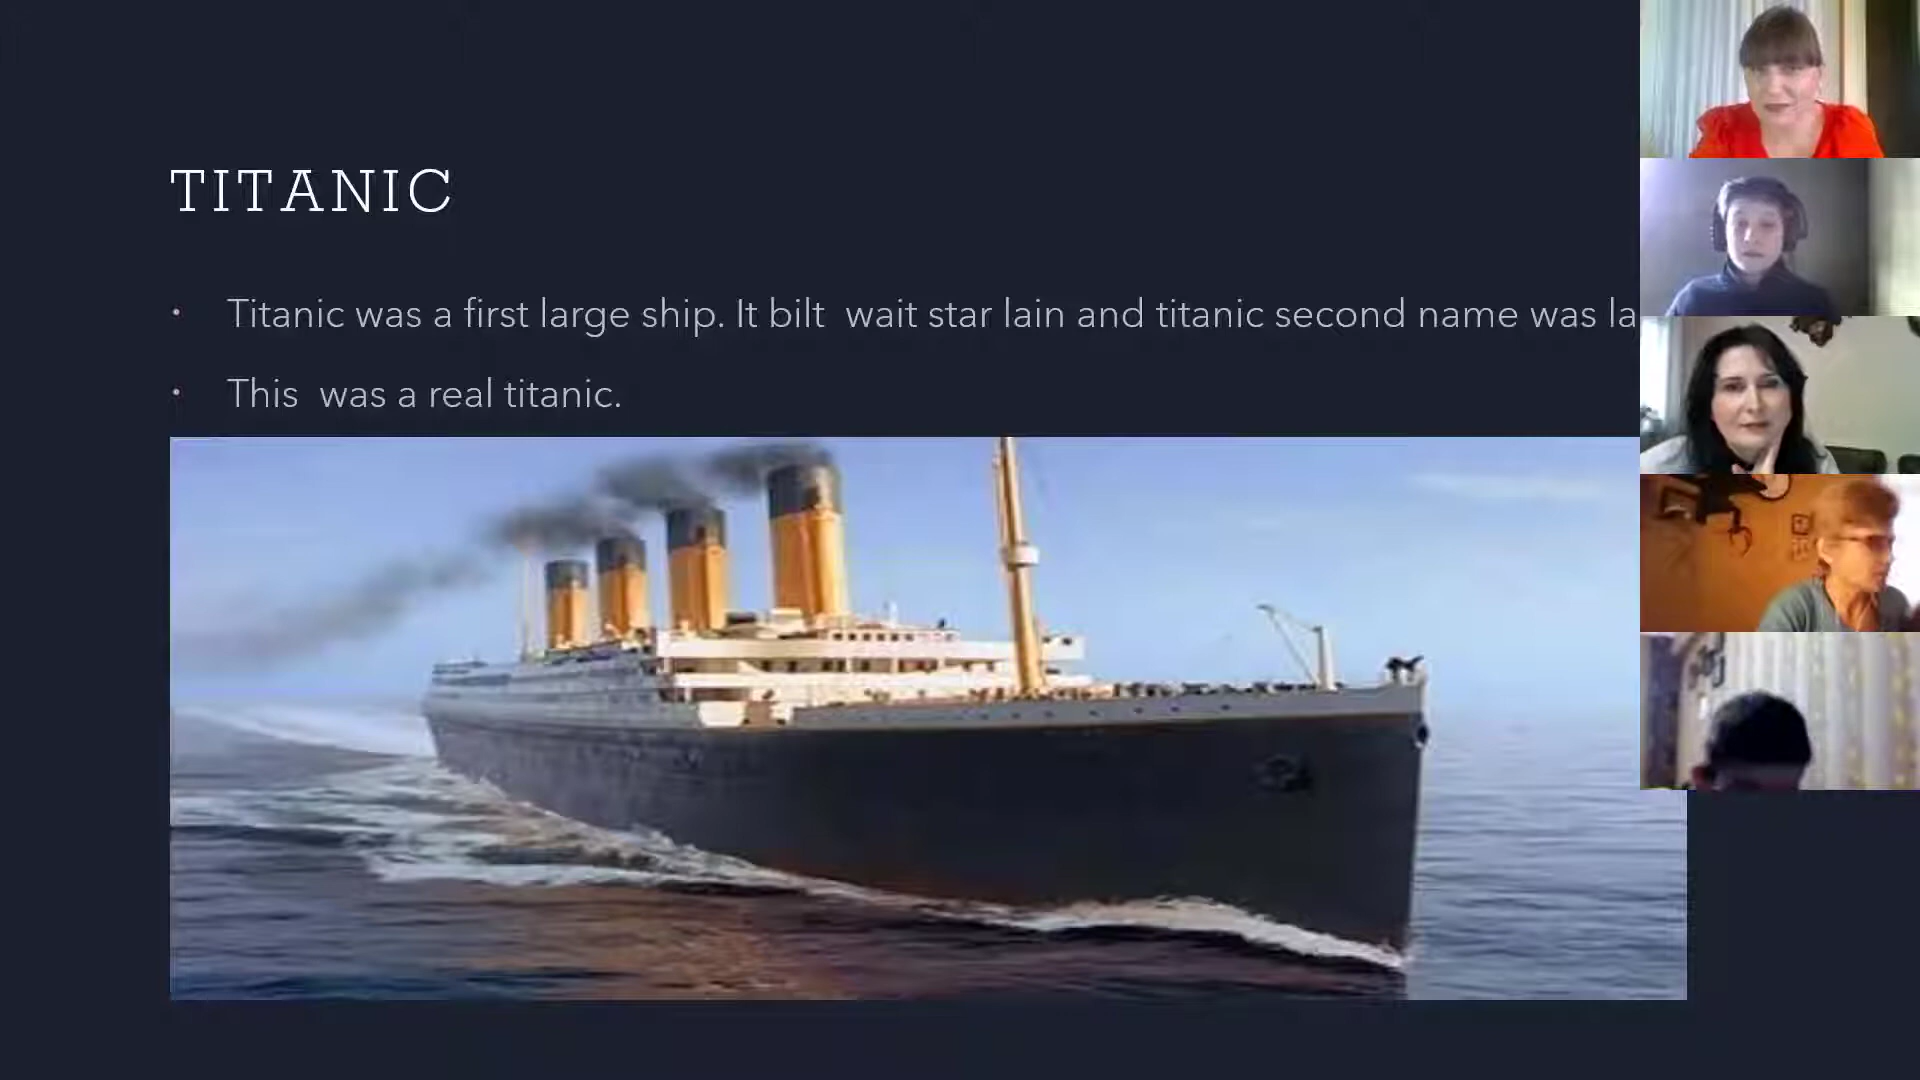 TITANIC
• Titanic was a first large ship. It bilt  wait star lain and titanic second name was
• This  was a real titanic.